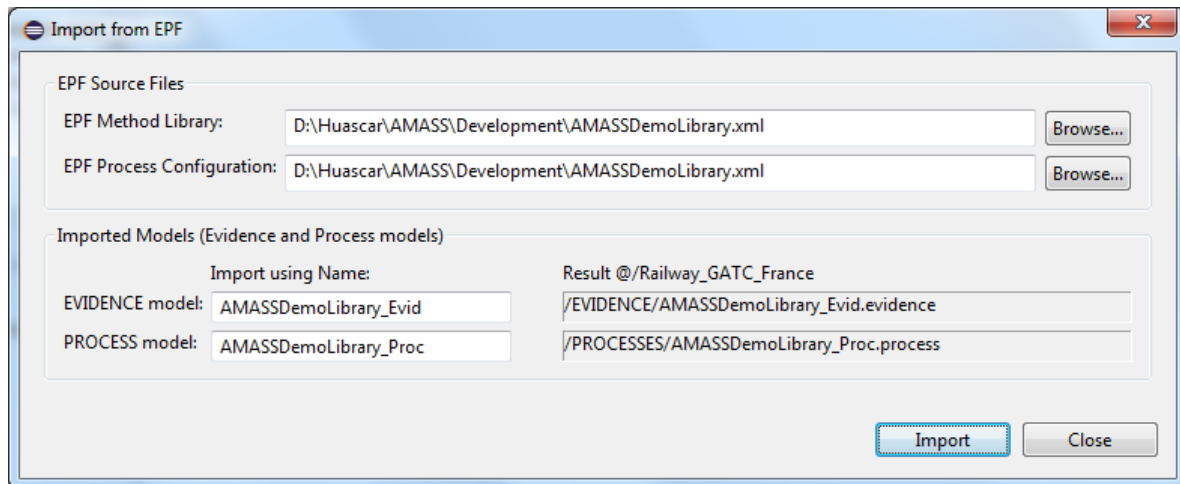 Import from EPF
EPF Source Files
EPF Method Library: D:\Huascar\AMASS\Development\AMASSDemoLibrary.xml Browse...
EPF Process Configuration: D:\Huascar\AMASS\Development\AMASSDemoLibrary.xml Browse...
Imported Models (Evidence and Process models)
Import using Name: Result @/Railway_GATC_France
EVIDENCE model: AMASSDemoLibrary_Evid /EVIDENCE/AMASSDemoLibrary_Evid.evidence
PROCESS model: AMASSDemoLibrary_Proc /PROCESSES/AMASSDemoLibrary_Proc.process
Import Close